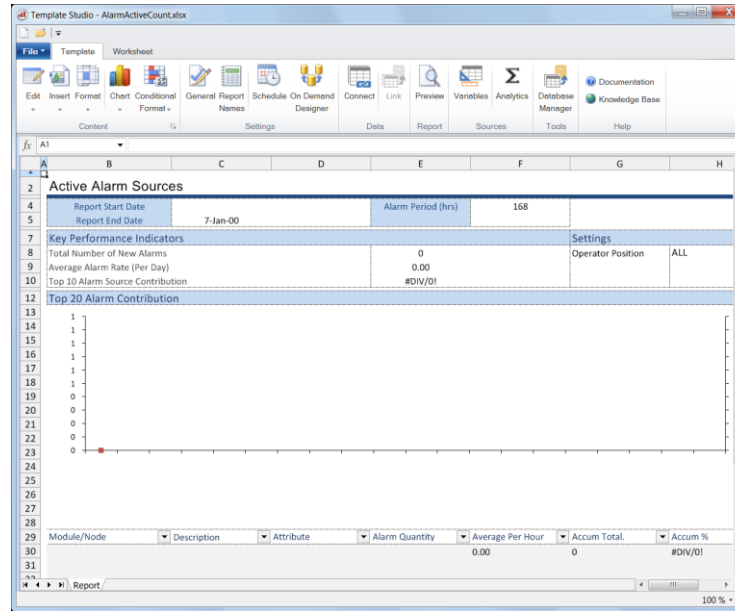 Template Studio - AlarmActiveCount.xlsx
File Template Worksheet
Edit Insert Format Chart Conditional Format General Report Names Schedule On Demand Designer Connect Link Preview Variables Analytics Database Manager Documentation Knowledge Base
Content Settings Data Report Sources Tools Help
fx A1
A B C D E F G H
2 Active Alarm Sources
4 Report Start Date Alarm Period (hrs) 168
5 Report End Date 7-Jan-00
7 Key Performance Indicators Settings
8 Total Number of New Alarms 0 Operator Position ALL
9 Average Alarm Rate (Per Day) 0.00
10 Top 10 Alarm Source Contribution #DIV/0!
12 Top 20 Alarm Contribution
13
14 1
15 1
16 1
17 1
18 1
19 1
20 0
21 0
22 0
23 0
0
24
25
26
27
28
29 Module/Node Description Attribute Alarm Quantity Average Per Hour Accum Total. Accum %
30 0.00 0 #DIV/0!
31
Report
100 %